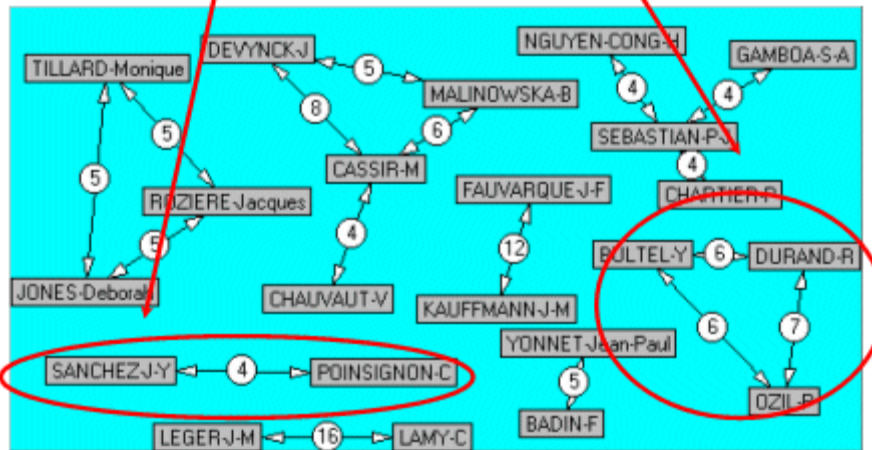 NGUYEN-CONG-H
DEVYNCK-J
GAMBOA-S-A
TILLARD-Monique
5
4
4
MALINOWSKA-B
8
5
6
SEBASTIAN-P-J
CASSIR-M
4
5
FAUVARQUE-J-F
CHARTIER-P
ROZIERE-Jacques
4
5
12
BULTEL-Y
6
DURAND-R
JONES-Deborah
CHAUVAUT-V
KAUFFMANN-J-M
6
7
YONNET-Jean-Paul
SANCHEZ-J-Y
4
POINSIGNON-C
5
OZIL-P
BADIN-F
LEGER-J-M
16
LAMY-C